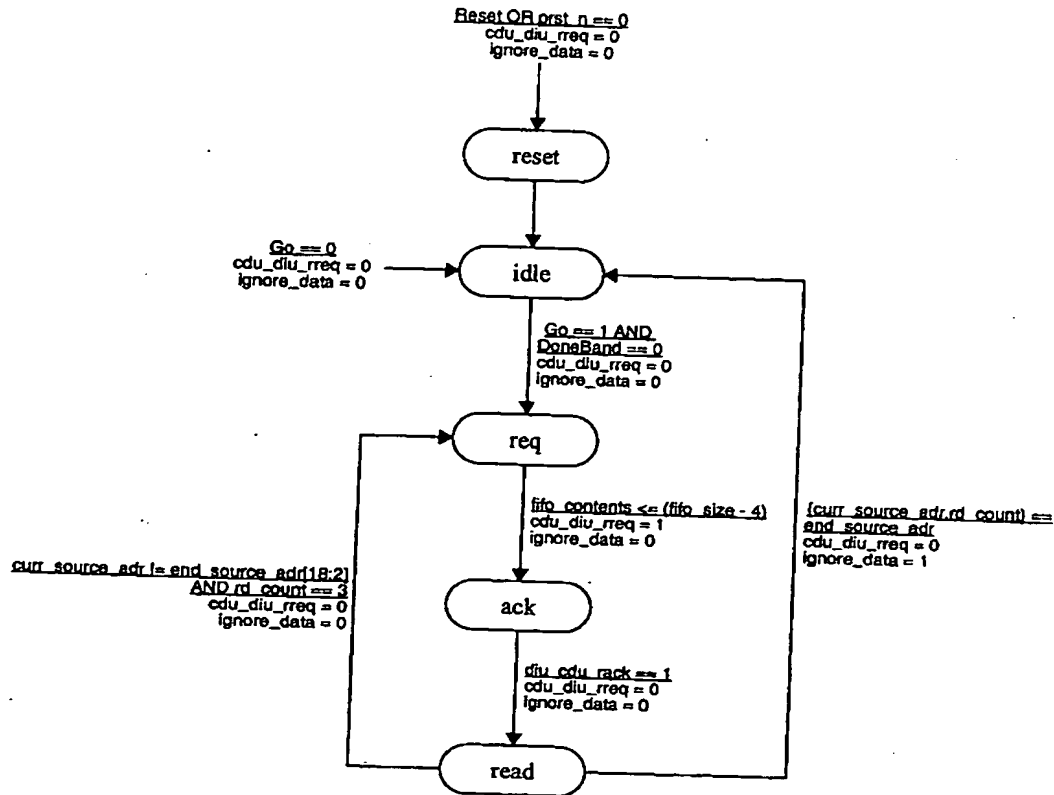 Reset OR prst_n == 0
cdu_diu_rreq = 0
ignore_data = 0
reset
Go == 0
cdu_diu_rreq = 0
ignore_data = 0
idle
Go == 1 AND
DoneBand == 0
cdu_diu_rreq = 0
ignore_data = 0
req
fifo_contents <= (fifo_size - 4)
cdu_diu_rreq = 1
ignore_data = 0
{curr_source_adr,rd_count} ==
end_source_adr
cdu_diu_rreq = 0
ignore_data = 1
curr_source_adr != end_source_adr[18:2]
AND rd_count == 3
cdu_diu_rreq = 0
ignore_data = 0
ack
diu_cdu_rack == 1
cdu_diu_rreq = 0
ignore_data = 0
read